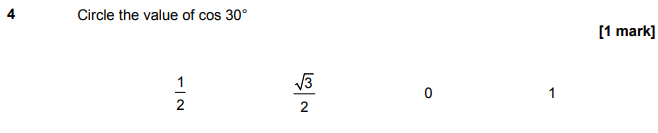 4 Circle the value of cos 30°
[1 mark]
1/2 √3/2 0 1